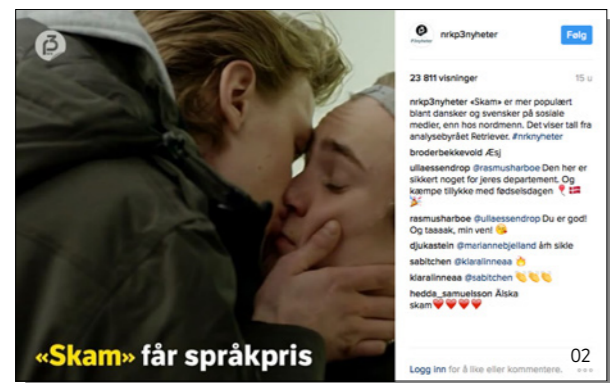 P3
«Skam» får språkpris
nrkp3nyheter
Følg
23 811 visninger
15 u
nrkp3nyheter «Skam» er mer populært
blant dansker og svensker på sosiale
medier, enn hos nordmenn. Det viser tall fra
analysebyrået Retriever. #nrknyheter
broderbekkevold Æsj
ullaessendrop @rasmusharboe Den her er
sikkert noget for jeres departement. Og
kæmpe tillykke med fødselsdagen 🎈🇩🇰
🎉
rasmusharboe @ullaessendrop Du er god!
Og taaaak, min ven! 😘
djukastein @mariannebjelland årh sikle
sabitchen @klaralinneaa 🔥
klaralinneaa @sabitchen 👏👏👏
hedda_samuelsson Älska
skam❤️❤️❤️❤️
Logg inn for å like eller kommentere.
02